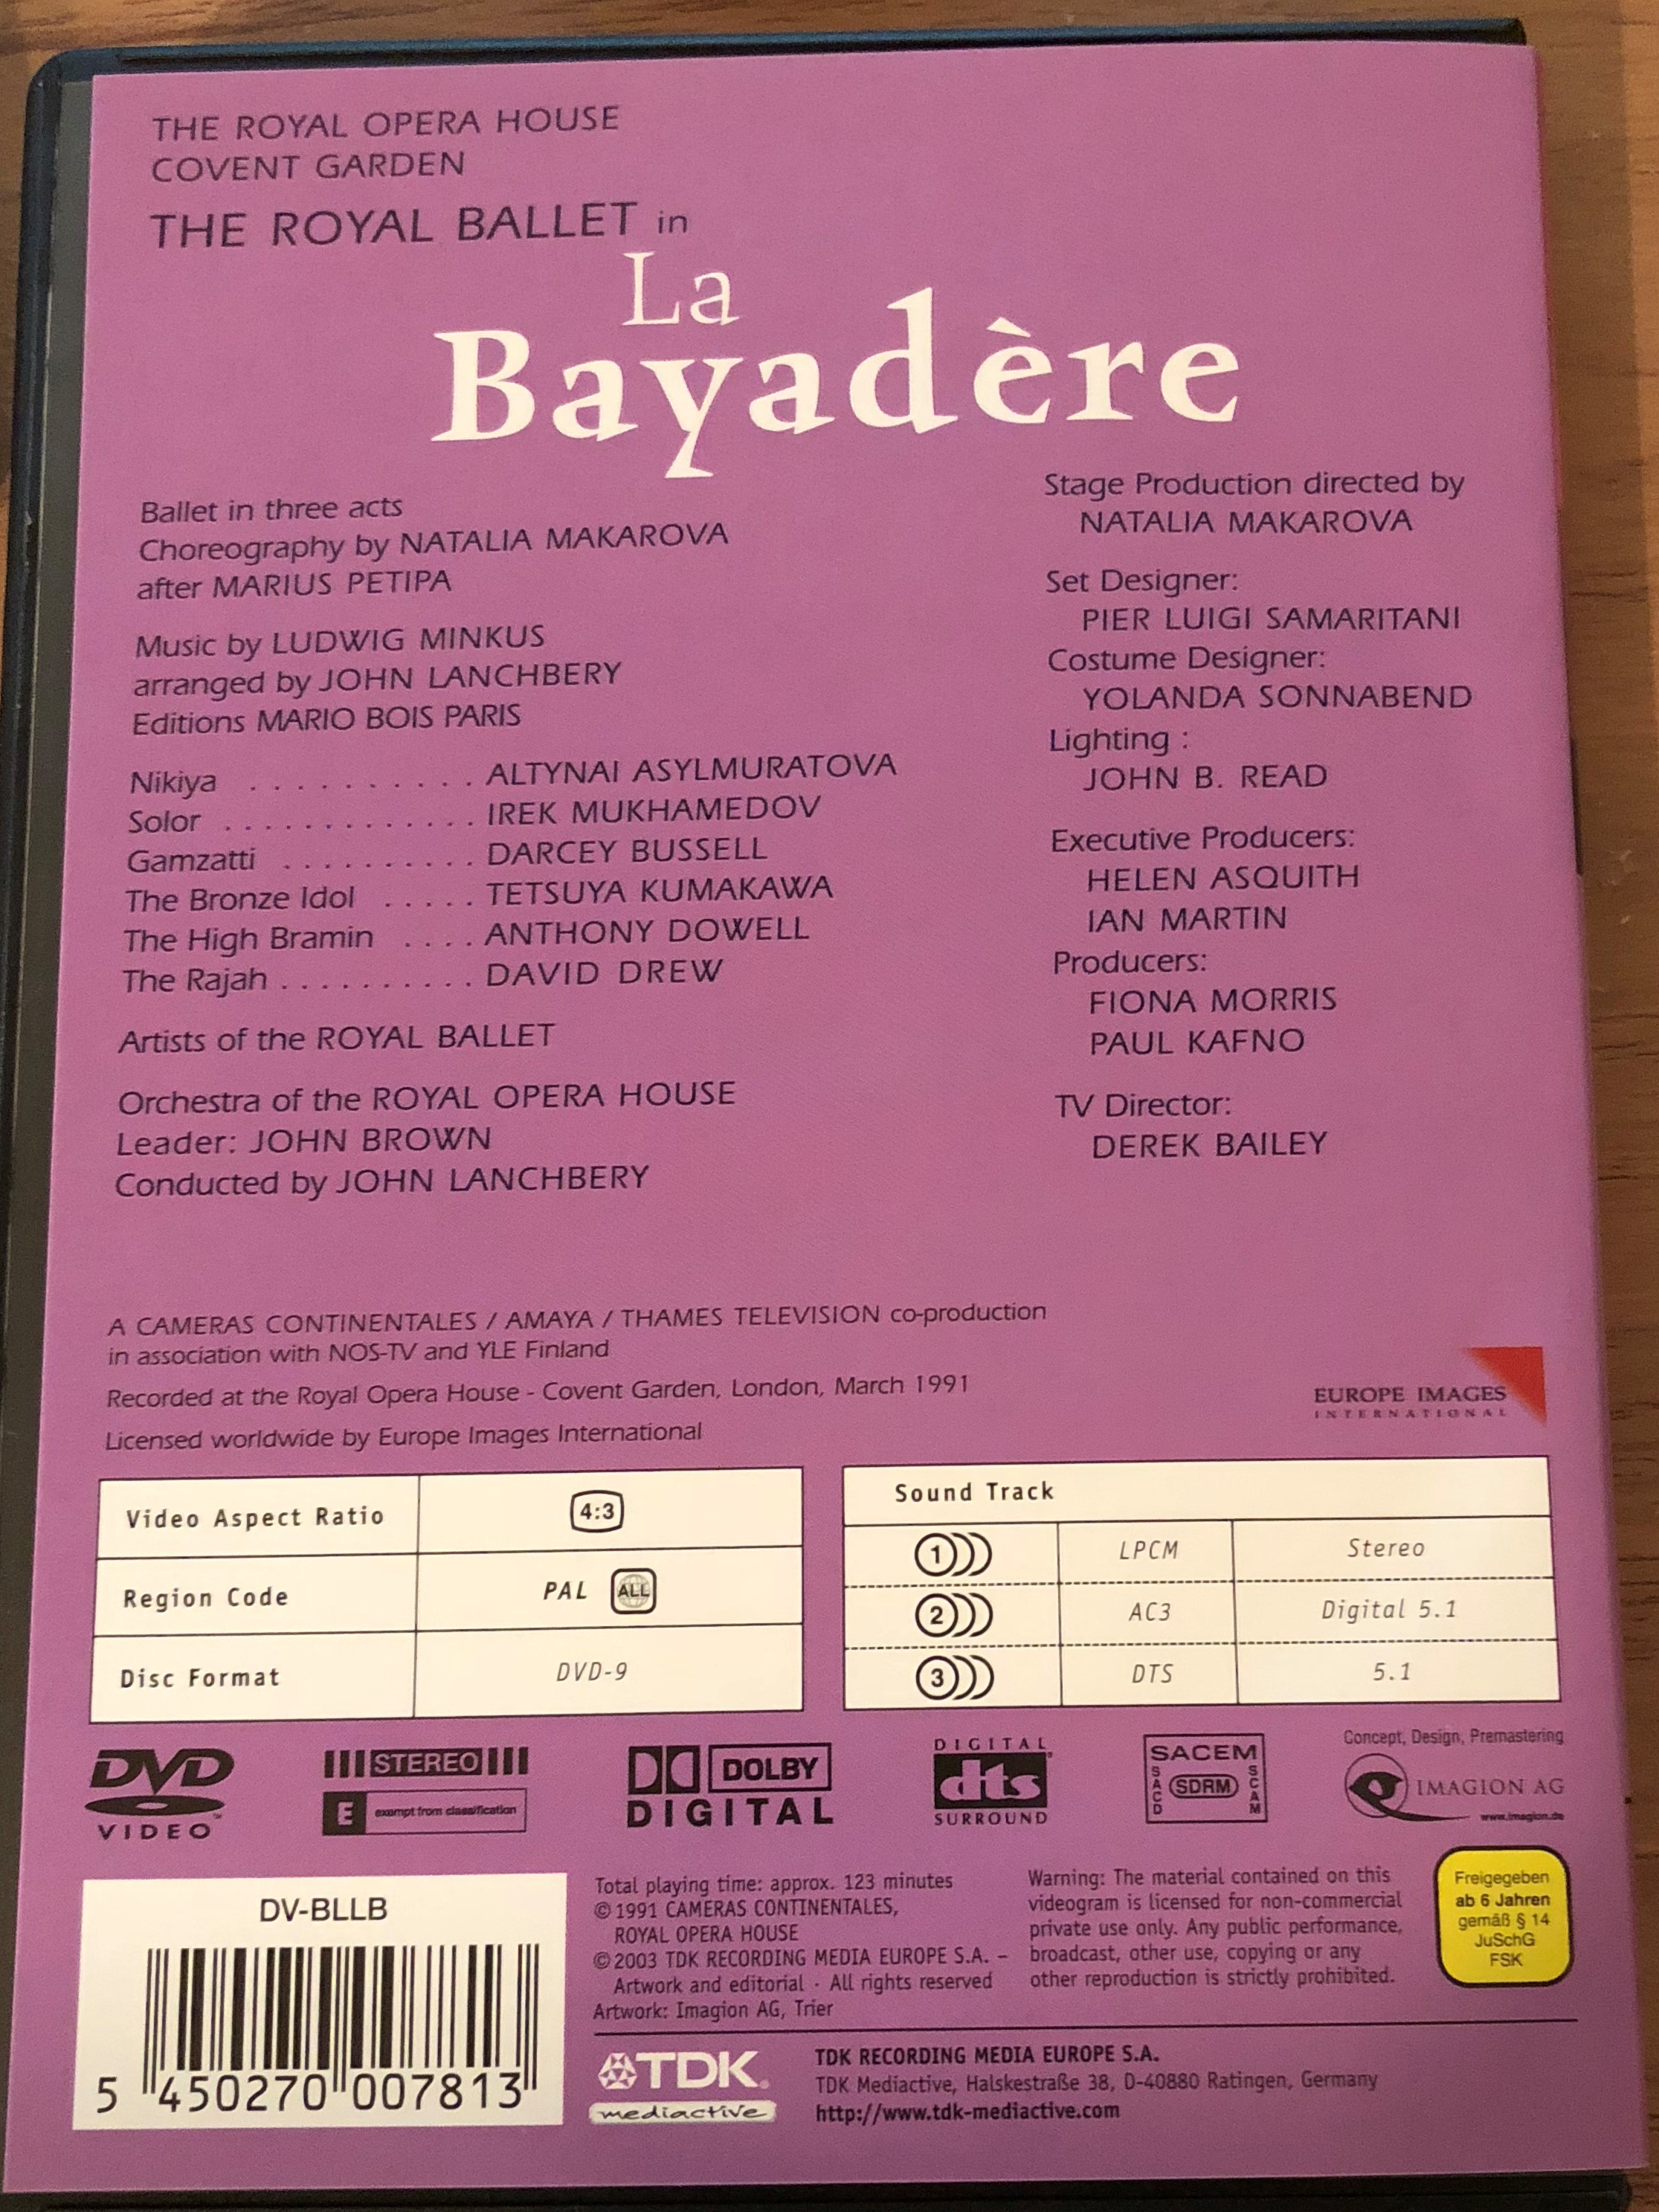 THE ROYAL OPERA HOUSE
COVENT GARDEN
THE ROYAL BALLET in
La
Bayadère
Ballet in three acts
Choreography by NATALIA MAKAROVA
after MARIUS PETIPA
Music by LUDWIG MINKUS
arranged by JOHN LANCHBERY
Editions MARIO BOIS PARIS
Nikiya . . . . . . . . . . ALTYNAI ASYLMURATOVA
Solor . . . . . . . . . . . . . IREK MUKHAMEDOV
Gamzatti . . . . . . . . . . DARCEY BUSSELL
The Bronze Idol . . . . . TETSUYA KUMAKAWA
The High Bramin . . . . ANTHONY DOWELL
The Rajah . . . . . . . . . . DAVID DREW
Artists of the ROYAL BALLET
Orchestra of the ROYAL OPERA HOUSE
Leader: JOHN BROWN
Conducted by JOHN LANCHBERY
Stage Production directed by
NATALIA MAKAROVA
Set Designer:
PIER LUIGI SAMARITANI
Costume Designer:
YOLANDA SONNABEND
Lighting :
JOHN B. READ
Executive Producers:
HELEN ASQUITH
IAN MARTIN
Producers:
FIONA MORRIS
PAUL KAFNO
TV Director:
DEREK BAILEY
A CAMERAS CONTINENTALES / AMAYA / THAMES TELEVISION co-production
in association with NOS-TV and YLE Finland
Recorded at the Royal Opera House - Covent Garden, London, March 1991
Licensed worldwide by Europe Images International
EUROPE IMAGES
INTERNATIONAL
Video Aspect Ratio 4:3
Region Code PAL ALL
Disc Format DVD-9
Sound Track
1 LPCM Stereo
2 AC3 Digital 5.1
3 DTS 5.1
DVD
VIDEO™
STEREO
E exempt from classification
DOLBY
DIGITAL
DIGITAL
dts®
SURROUND
SACEM
SACD SDRM SCAM
Concept, Design, Premastering
IMAGION AG
www.imagion.de
DV-BLLB
5 450270 007813
Total playing time: approx. 123 minutes
© 1991 CAMERAS CONTINENTALES,
ROYAL OPERA HOUSE
© 2003 TDK RECORDING MEDIA EUROPE S.A. –
Artwork and editorial · All rights reserved
Artwork: Imagion AG, Trier
Warning: The material contained on this
videogram is licensed for non-commercial
private use only. Any public performance,
broadcast, other use, copying or any
other reproduction is strictly prohibited.
Freigegeben
ab 6 Jahren
gemäß § 14
JuSchG
FSK
TDK®
mediactive
TDK RECORDING MEDIA EUROPE S.A.
TDK Mediactive, Halskestraße 38, D-40880 Ratingen, Germany
http://www.tdk-mediactive.com